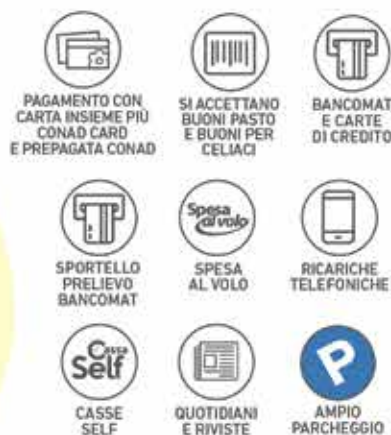 PAGAMENTO CON
CARTA INSIEME PIÙ
CONAD CARD
E PREPAGATA CONAD
SI ACCETTANO
BUONI PASTO
E BUONI PER
CELIACI
BANCOMAT
E CARTE
DI CREDITO
SPORTELLO
PRELIEVO
BANCOMAT
Spesa
al volo
SPESA
AL VOLO
RICARICHE
TELEFONICHE
Cassa
Self
CASSE
SELF
QUOTIDIANI
E RIVISTE
P
AMPIO
PARCHEGGIO